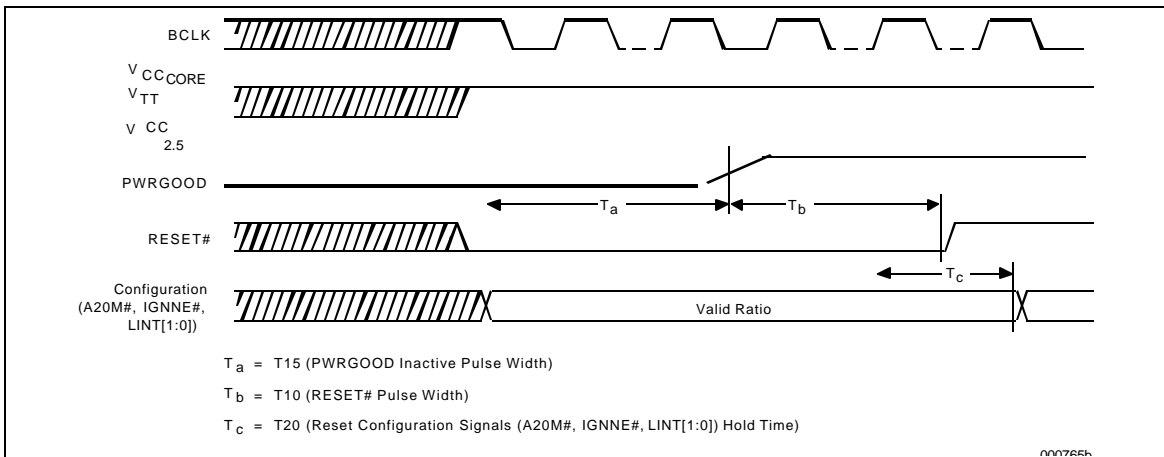 BCLK
V CC CORE
V TT
V CC 2.5
PWRGOOD
T a
T b
RESET#
T c
Configuration
(A20M#, IGNNE#,
LINT[1:0])
Valid Ratio
T a = T15 (PWRGOOD Inactive Pulse Width)
T b = T10 (RESET# Pulse Width)
T c = T20 (Reset Configuration Signals (A20M#, IGNNE#, LINT[1:0]) Hold Time)
000765b